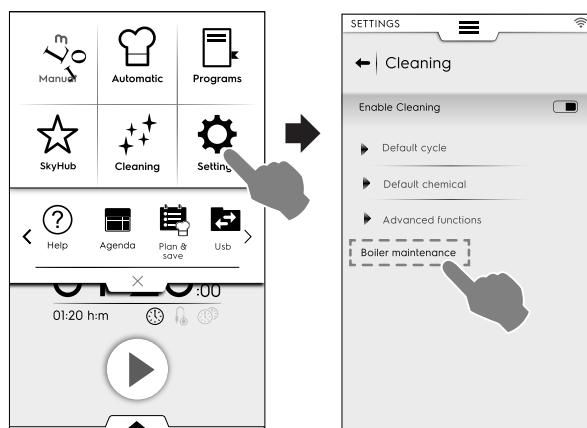 Manual Automatic Programs
SkyHub Cleaning Setting
Help Agenda Plan & save Usb
:00
01:20 h:m
SETTINGS
Cleaning
Enable Cleaning
Default cycle
Default chemical
Advanced functions
Boiler maintenance